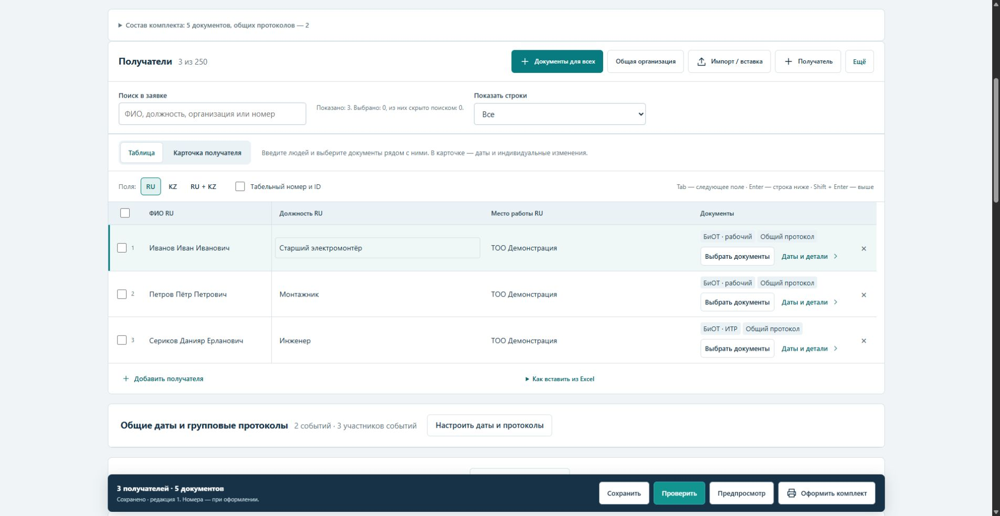 Состав комплекта: 5 документов, общих протоколов — 2
Получатели 3 из 250
Документы для всех
Общая организация
Импорт / вставка
Получатель
Ещё
Поиск в заявке
ФИО, должность, организация или номер
Показано: 3. Выбрано: 0, из них скрыто поиском: 0.
Показать строки
Все
Таблица
Карточка получателя
Введите людей и выберите документы рядом с ними. В карточке — даты и индивидуальные изменения.
Поля: RU KZ RU + KZ
Табельный номер и ID
Tab — следующее поле · Enter — строка ниже · Shift + Enter — выше
ФИО RU
Должность RU
Место работы RU
Документы
1 Иванов Иван Иванович
Старший электромонтёр
ТОО Демонстрация
БиОТ · рабочий Общий протокол
Выбрать документы Даты и детали
2 Петров Пётр Петрович
Монтажник
ТОО Демонстрация
БиОТ · рабочий Общий протокол
Выбрать документы Даты и детали
3 Сериков Данияр Ерланович
Инженер
ТОО Демонстрация
БиОТ · ИТР Общий протокол
Выбрать документы Даты и детали
Добавить получателя
Как вставить из Excel
Общие даты и групповые протоколы 2 событий · 3 участников событий
Настроить даты и протоколы
3 получателей · 5 документов
Сохранено · редакция 1. Номера — при оформлении.
Сохранить
Проверить
Предпросмотр
Оформить комплект